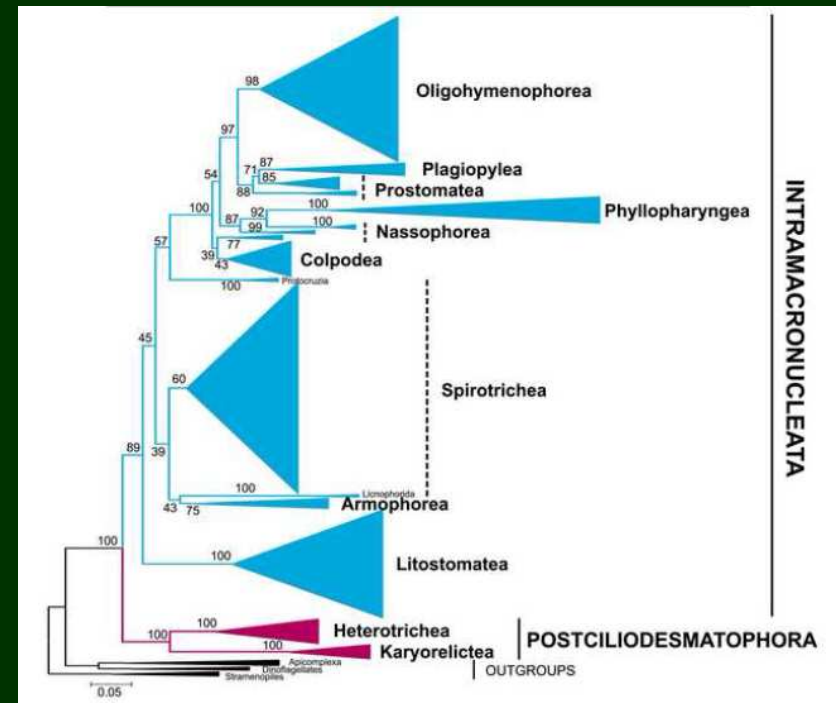 98
Oligohymenophorea
97
87
71
Plagiopylea
85
54
88
Prostomatea
100
100
92
Phyllopharyngea
87
100
99
Nassophorea
57
77
39
43
Colpodea
Protocruzia
100
45
60
Spirotrichea
INTRAMACRONUCLEATA
39
89
100
Licnophorida
43
75
Armophorea
100
Litostomatea
100
100
Heterotrichea
100
POSTCILIODESMATOPHORA
100
Karyorelictea
Apicomplexa
Dinoflagellates
OUTGROUPS
Stramenopiles
0.05